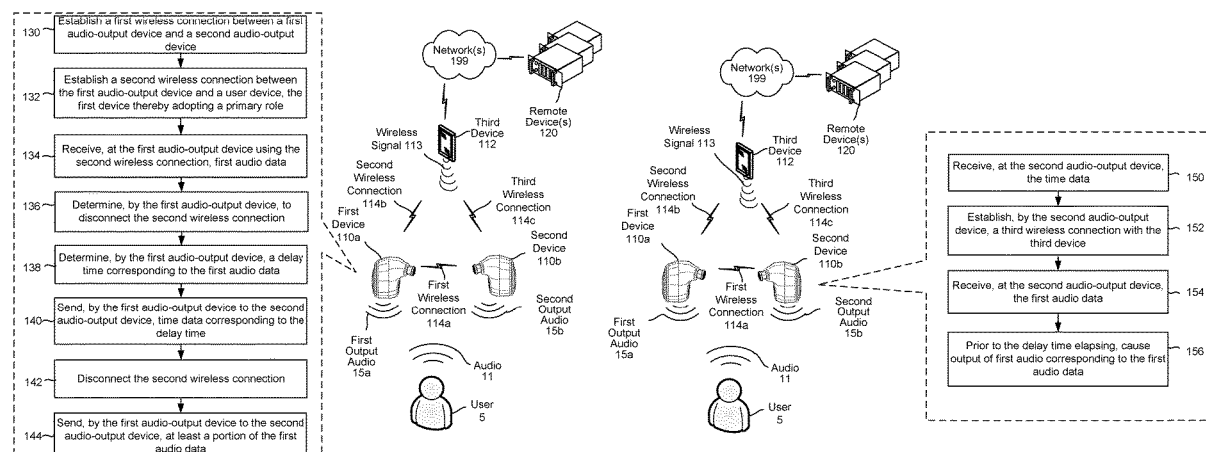 130
Establish a first wireless connection between a first
audio-output device and a second audio-output
device
132
Establish a second wireless connection between
the first audio-output device and a user device, the
first device thereby adopting a primary role
134
Receive, at the first audio-output device using the
second wireless connection, first audio data
136
Determine, by the first audio-output device, to
disconnect the second wireless connection
138
Determine, by the first audio-output device, a delay
time corresponding to the first audio data
140
Send, by the first audio-output device to the second
audio-output device, time data corresponding to the
delay time
142
Disconnect the second wireless connection
144
Send, by the first audio-output device to the second
audio-output device, at least a portion of the first
audio data
Network(s)
199
Remote
Device(s)
120
Wireless
Signal 113
Third
Device
112
Second
Wireless
Connection
114b
Third
Wireless
Connection
114c
First
Device
110a
Second
Device
110b
First
Wireless
Connection
114a
First
Output
Audio
15a
Second
Output
Audio
15b
Audio
11
User
5
Network(s)
199
Remote
Device(s)
120
Wireless
Signal 113
Third
Device
112
Second
Wireless
Connection
114b
Third
Wireless
Connection
114c
First
Device
110a
Second
Device
110b
First
Wireless
Connection
114a
First
Output
Audio
15a
Second
Output
Audio
15b
Audio
11
User
5
Receive, at the second audio-output device,
the time data
150
Establish, by the second audio-output
device, a third wireless connection with the
third device
152
Receive, at the second audio-output device,
the first audio data
154
Prior to the delay time elapsing, cause
output of first audio corresponding to the first
audio data
156